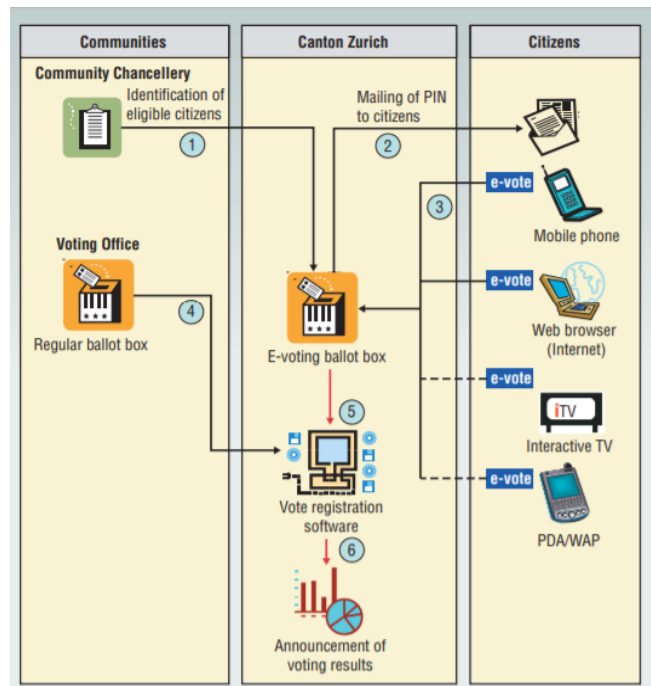 Communities
Canton Zurich
Citizens
Community Chancellery
Identification of
eligible citizens
1
Mailing of PIN
to citizens
2
e-vote
3
Mobile phone
Voting Office
4
Regular ballot box
E-voting ballot box
e-vote
Web browser
(Internet)
e-vote
iTV
Interactive TV
5
Vote registration
software
e-vote
PDA/WAP
6
Announcement of
voting results